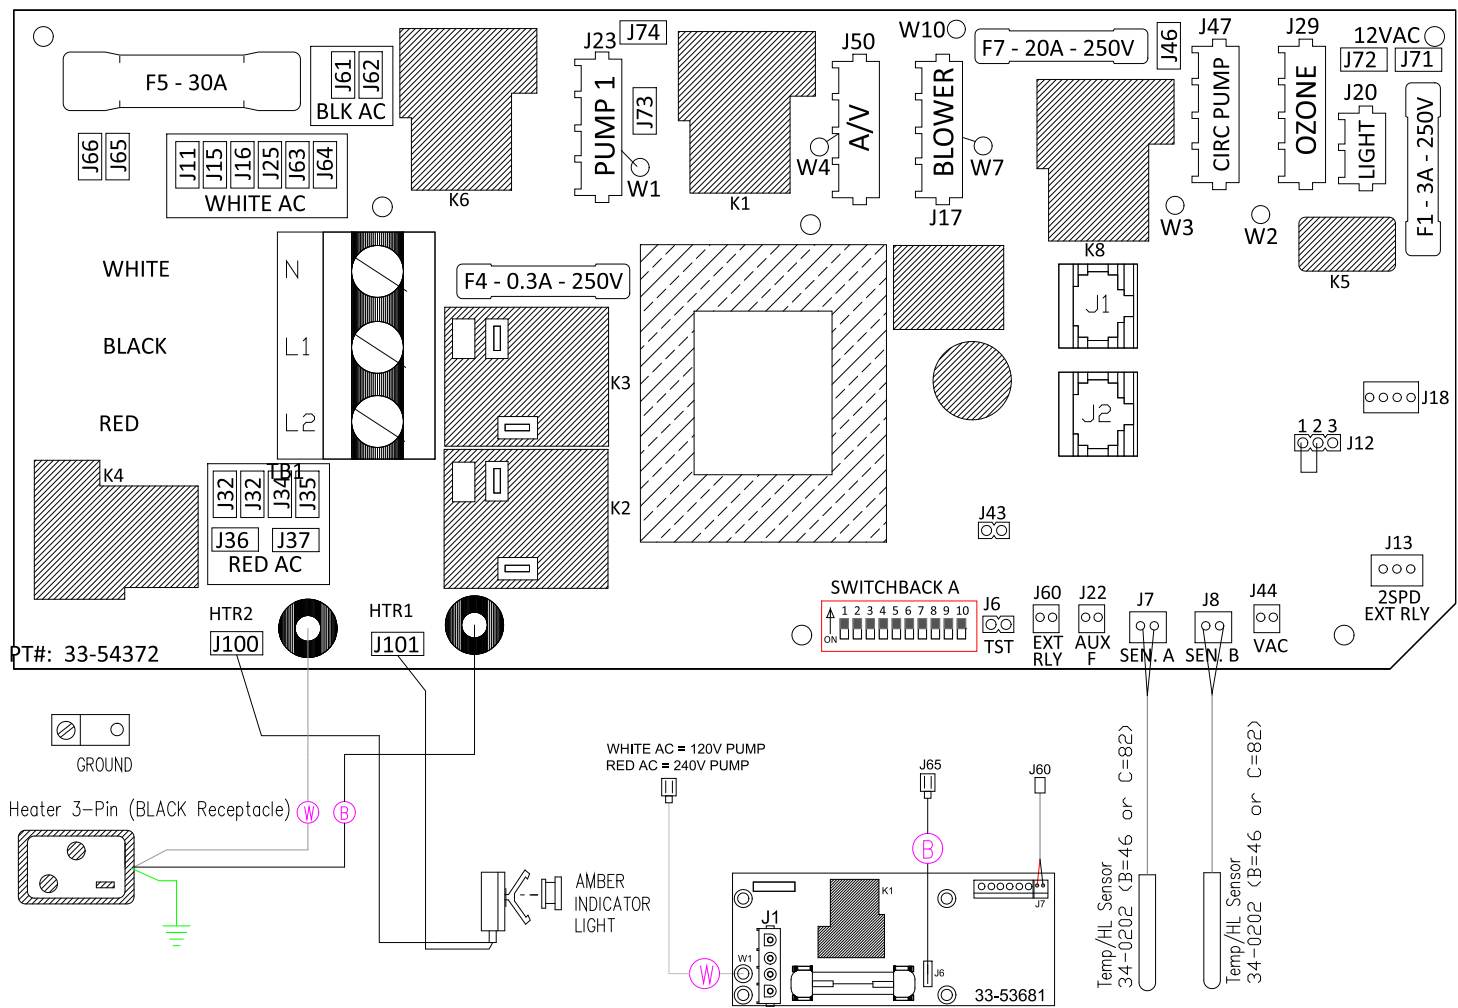 W10
J74
J23
J50
F7 - 20A - 250V
J46
J47
J29
12VAC
J72
J71
F5 - 30A
J61
J62
BLK AC
PUMP 1
J73
A/V
BLOWER
CIRC PUMP
OZONE
J20
LIGHT
F1 - 3A - 250V
J66
J65
J11
J15
J16
J25
J63
J64
WHITE AC
K6
W1
K1
W4
W7
J17
W3
W2
K8
K5
WHITE
N
F4 - 0.3A - 250V
J1
BLACK
L1
K3
J2
J18
RED
L2
1 2 3
J12
K4
TB1
J32
J32
J34
J35
J36
J37
RED AC
K2
J43
J13
2SPD
EXT RLY
SWITCHBACK A
1 2 3 4 5 6 7 8 9 10
ON
J6
TST
J60
EXT
RLY
J22
AUX
F
J7
SEN. A
J8
SEN. B
J44
VAC
HTR2
J100
HTR1
J101
PT#: 33-54372
GROUND
WHITE AC = 120V PUMP
RED AC = 240V PUMP
J65
J60
Heater 3-Pin (BLACK Receptacle)
W
B
B
AMBER
INDICATOR
LIGHT
K1
J7
J1
W1
W
J6
33-53681
Temp/HL Sensor
34-0202 (B=46 or C=82)
Temp/HL Sensor
34-0202 (B=46 or C=82)